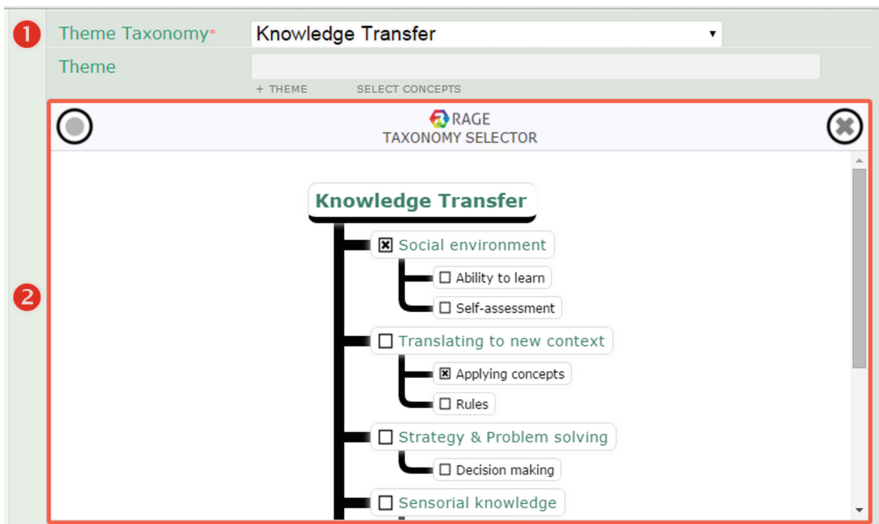 1 Theme Taxonomy* Knowledge Transfer
Theme
+ THEME SELECT CONCEPTS
RAGE
TAXONOMY SELECTOR
Knowledge Transfer
Social environment
Ability to learn
2 Self-assessment
Translating to new context
Applying concepts
Rules
Strategy & Problem solving
Decision making
Sensorial knowledge